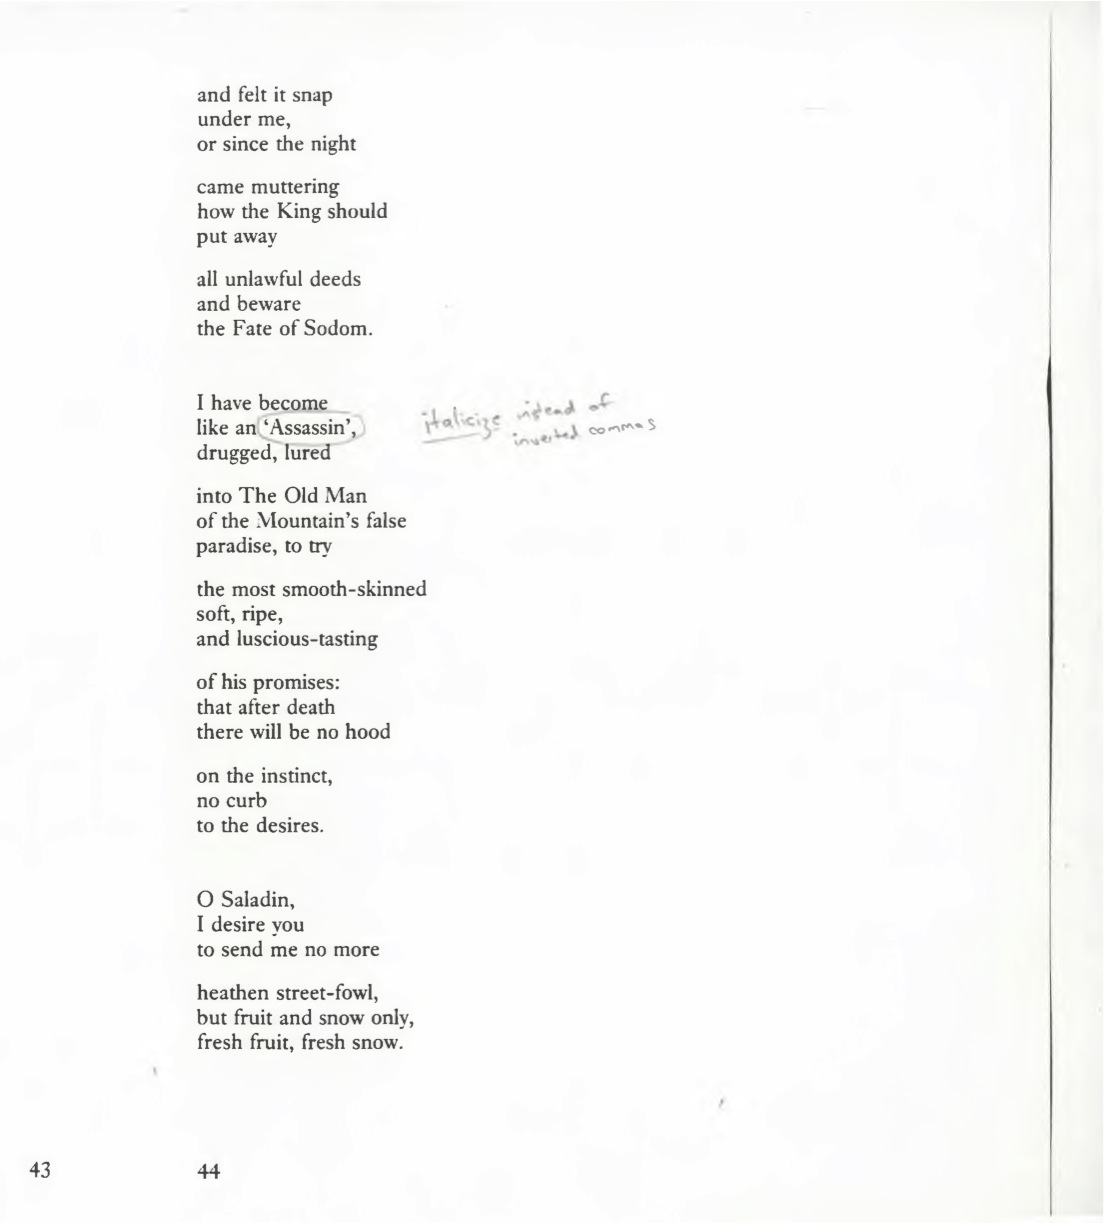 and felt it snap
under me,
or since the night
came muttering
how the King should
put away
all unlawful deeds
and beware
the Fate of Sodom.
I have become
like an ‘Assassin’,
italicize instead of
inverted commas
drugged, lured
into The Old Man
of the Mountain’s false
paradise, to try
the most smooth-skinned
soft, ripe,
and luscious-tasting
of his promises:
that after death
there will be no hood
on the instinct,
no curb
to the desires.
O Saladin,
I desire you
to send me no more
heathen street-fowl,
but fruit and snow only,
fresh fruit, fresh snow.
43
44